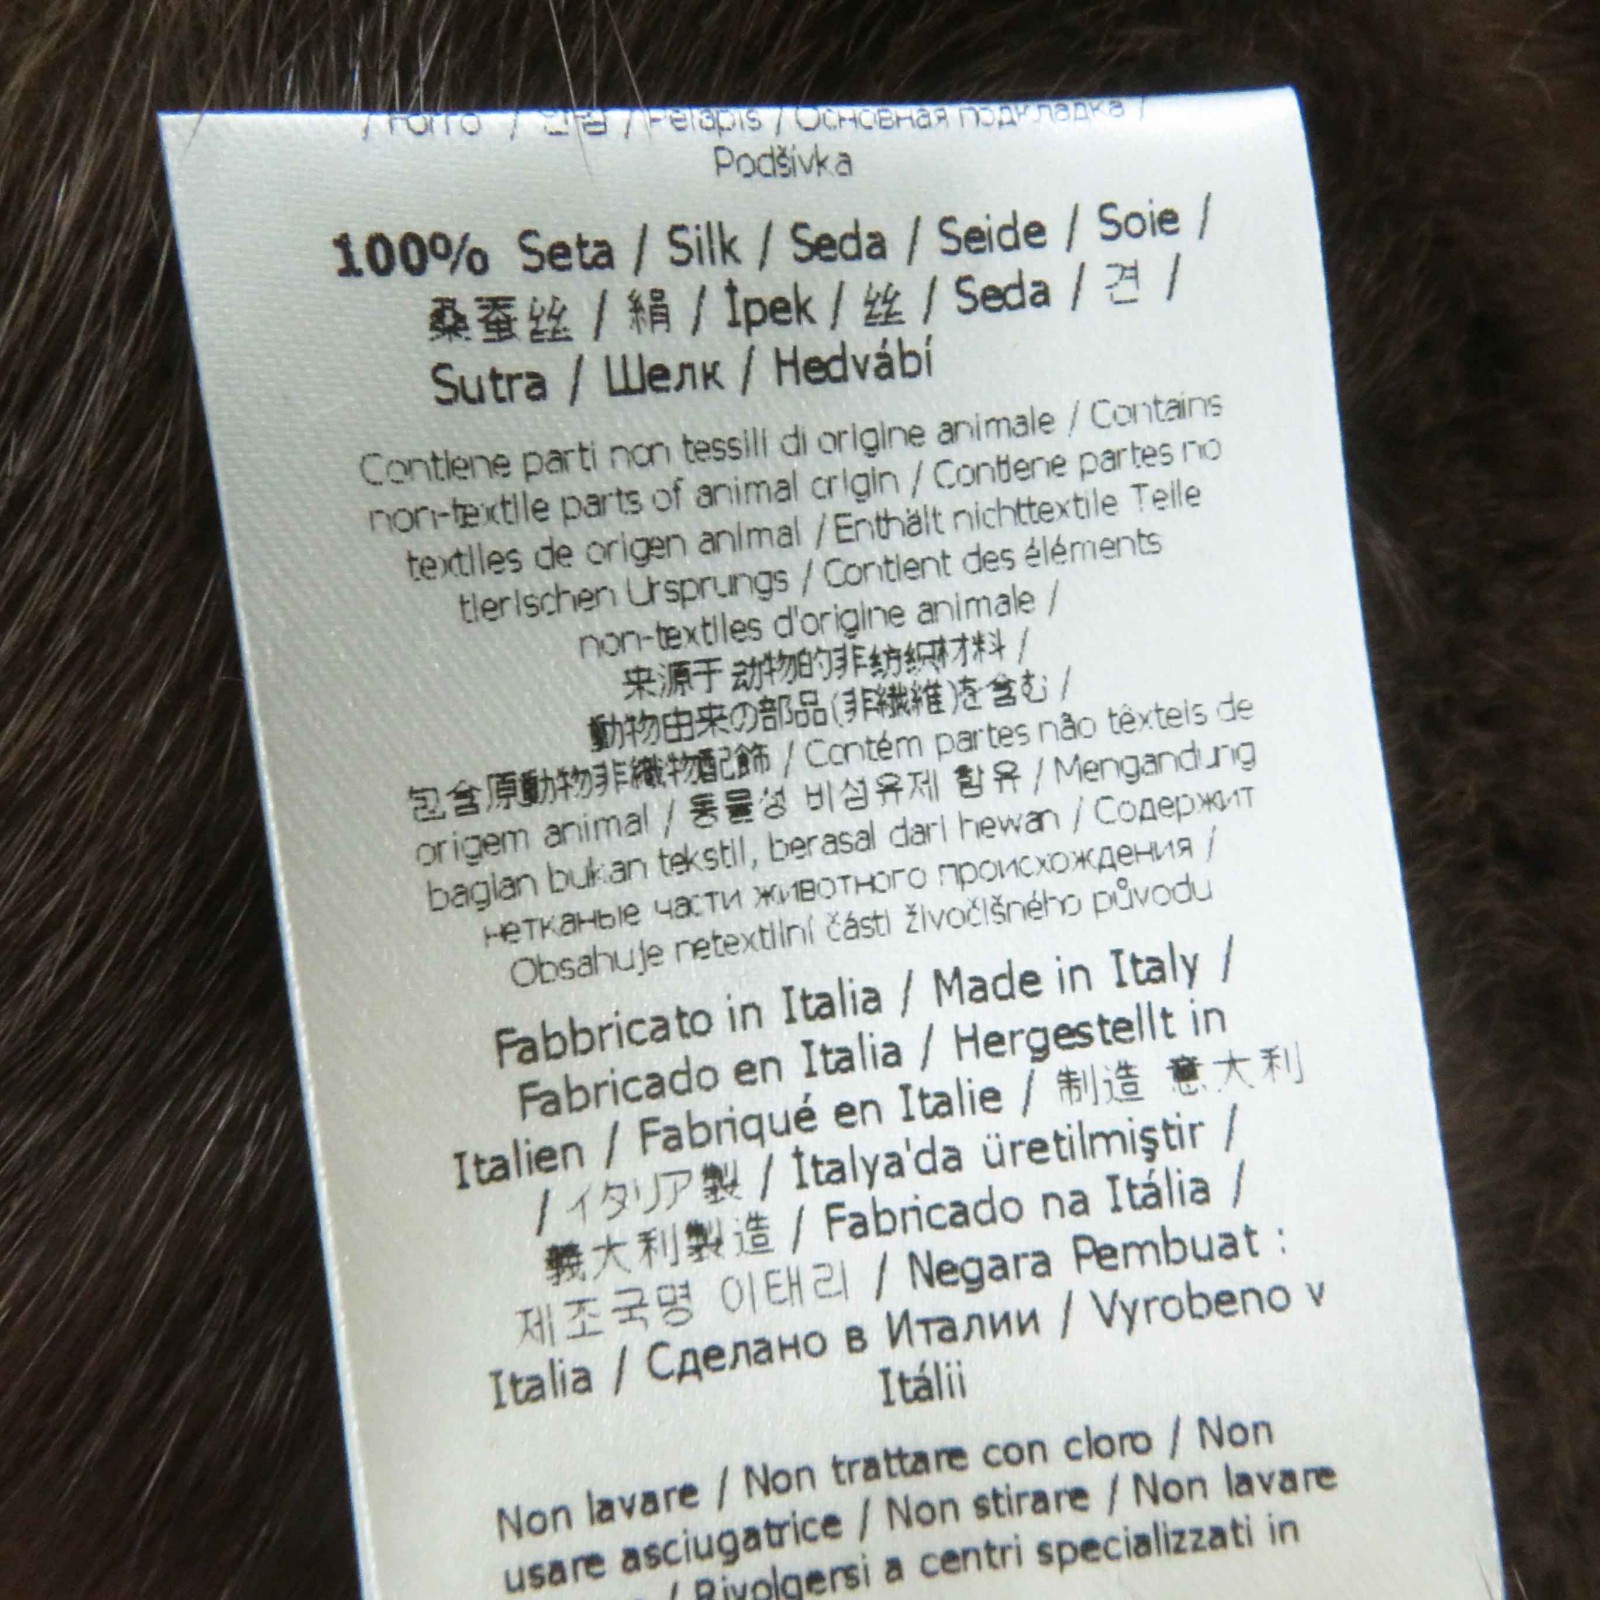 / Forro / 안감 / Pelapis / Основная подкладка /
Podšívka
100% Seta / Silk / Seda / Seide / Soie /
桑蚕丝 / 絹 / İpek / 丝 / Seda / 견 /
Sutra / Шелк / Hedvábí
Contiene parti non tessili di origine animale / Contains
non-textile parts of animal origin / Contiene partes no
textiles de origen animal / Enthält nichttextile Teile
tierischen Ursprungs / Contient des éléments
non-textiles d'origine animale /
来源于动物的非纺织材料 /
動物由来の部品(非繊維)を含む /
包含原動物非織物配飾 / Contém partes não têxteis de
origem animal / 동물성 비섬유제 함유 / Mengandung
bagian bukan tekstil, berasal dari hewan / Содержит
нетканые части животного происхождения /
Obsahuje netextilní části živočišného původu
Fabbricato in Italia / Made in Italy /
Fabricado en Italia / Hergestellt in
Italien / Fabriqué en Italie / 制造 意大利
/ イタリア製 / İtalya'da üretilmiştir /
義大利製造 / Fabricado na Itália /
제조국명 이태리 / Negara Pembuat :
Italia / Сделано в Италии / Vyrobeno v
Itálii
Non lavare / Non trattare con cloro / Non
usare asciugatrice / Non stirare / Non lavare
/ Rivolgersi a centri specializzati in